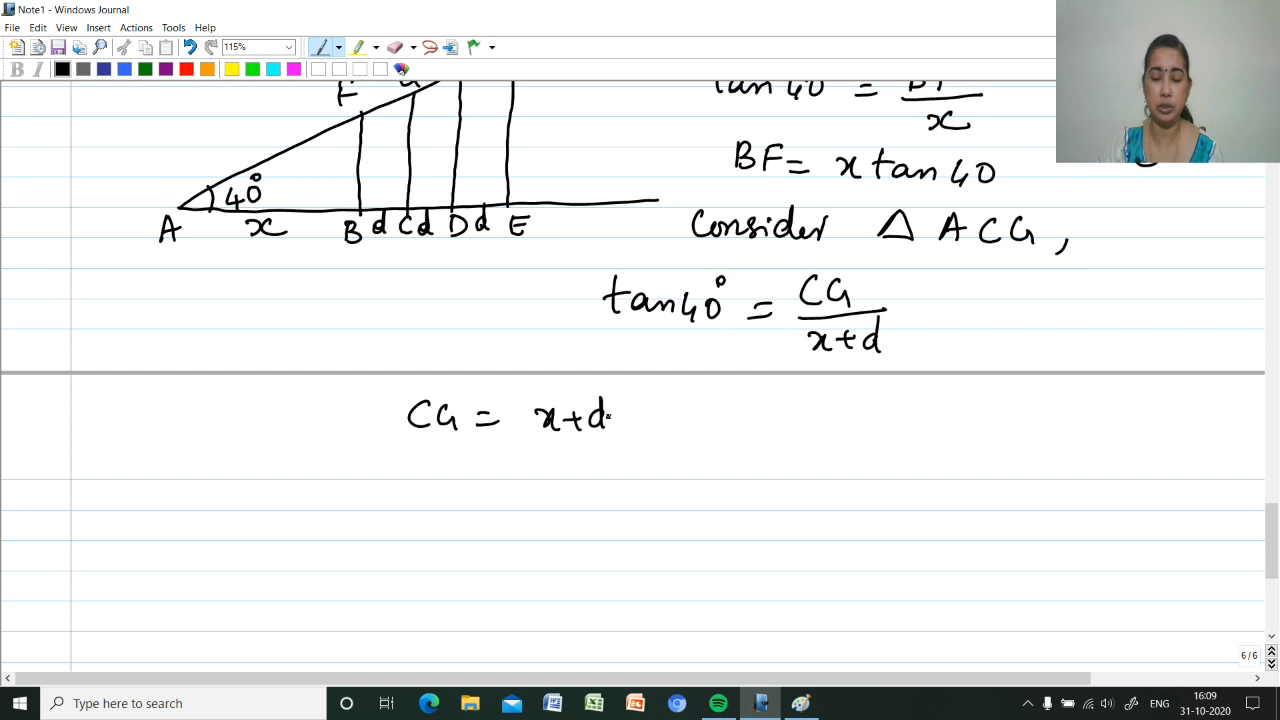 Note1 - Windows Journal
File Edit View Insert Actions Tools Help
115%
B I
F
tan 40 =
x
BF = x tan 40
40°
A x B d C d D d E
Consider Δ ACG,
tan 40° = CG
x+d
CG = x+d
6/6
Type here to search
ENG
16:09
31-10-2020